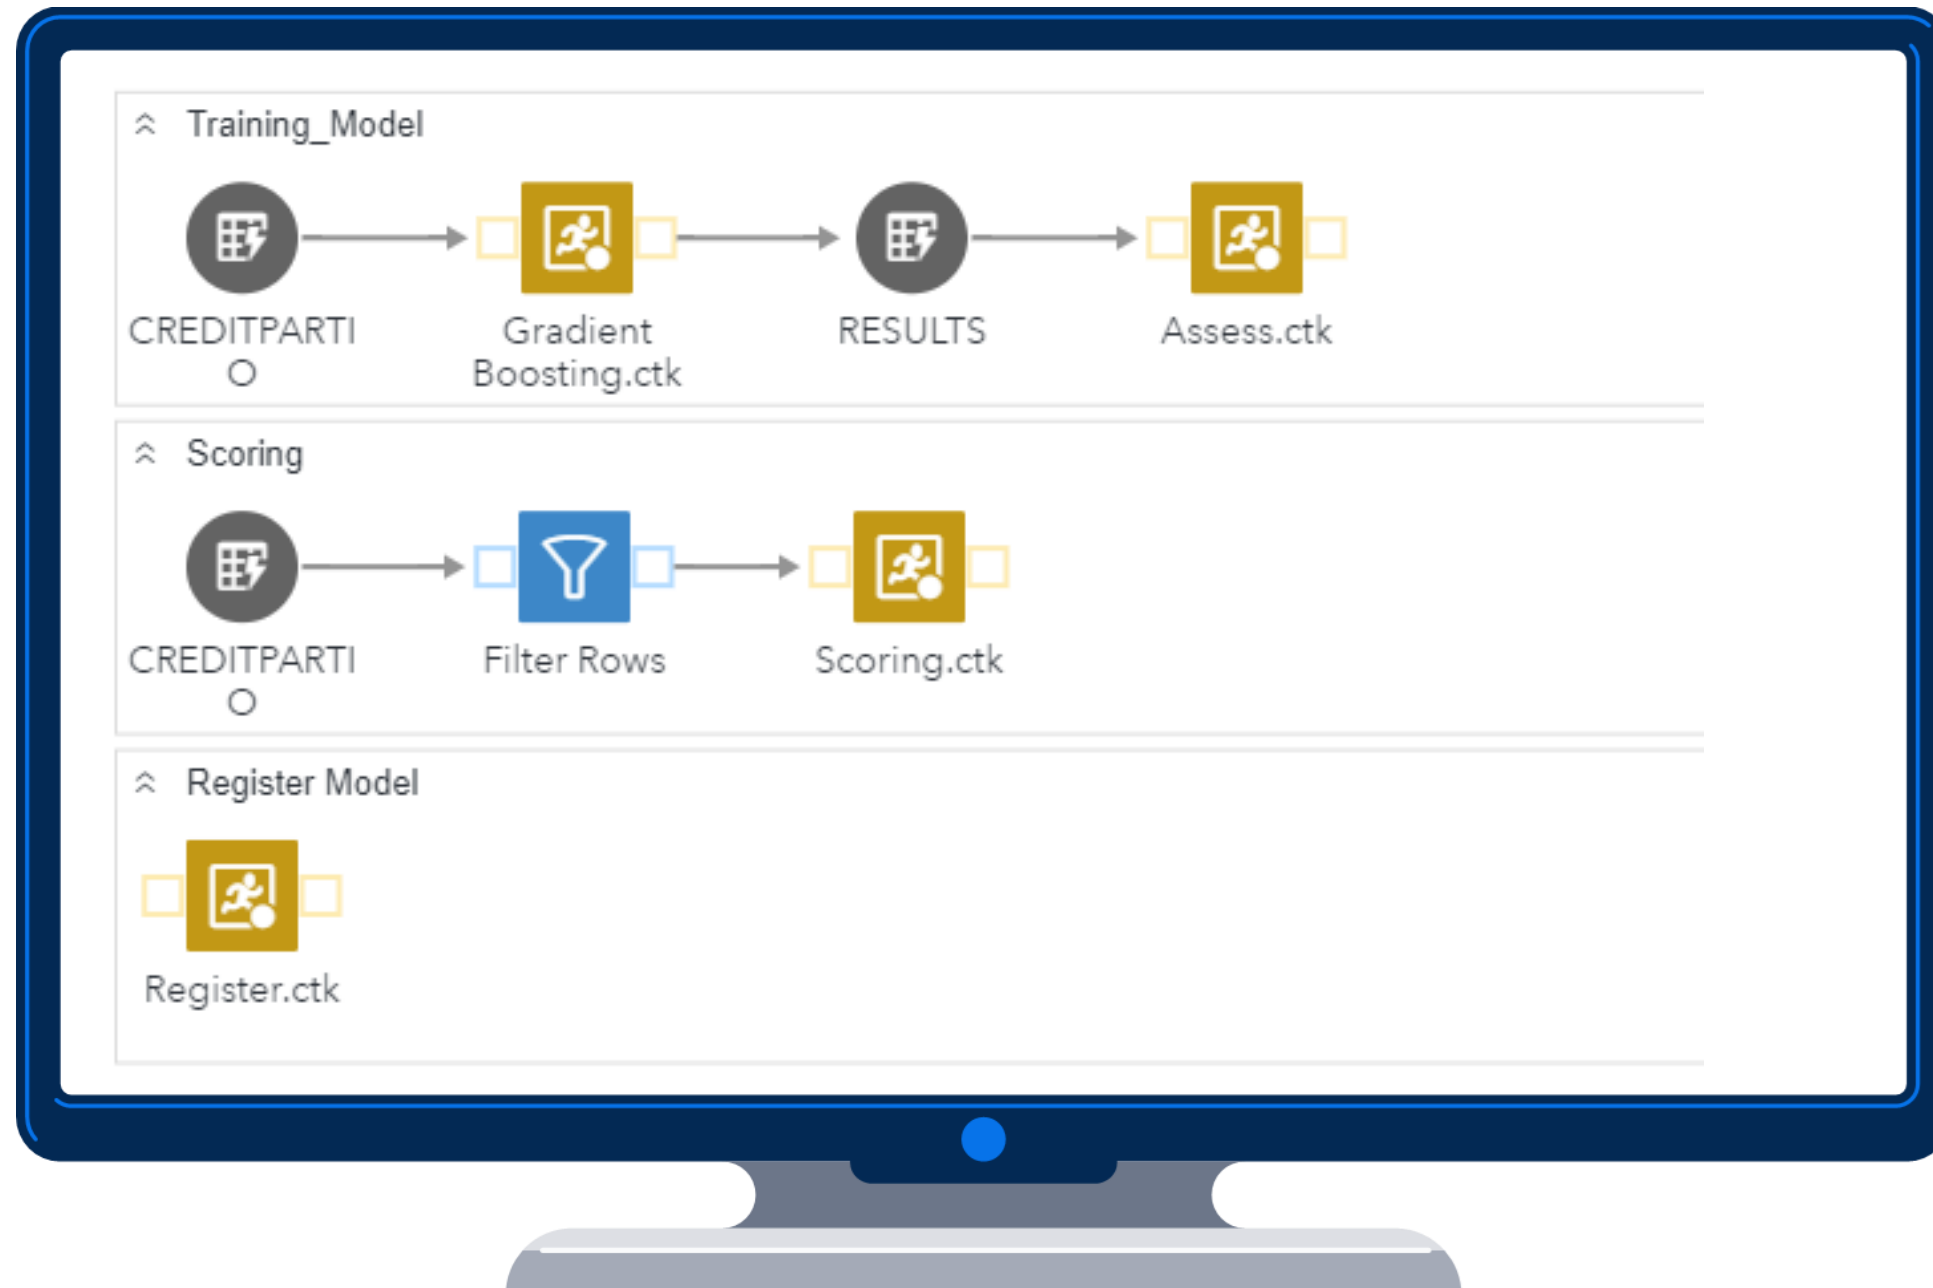 Training_Model
CREDITPARTI
O
Gradient
Boosting.ctk
RESULTS
Assess.ctk
Scoring
CREDITPARTI
O
Filter Rows
Scoring.ctk
Register Model
Register.ctk